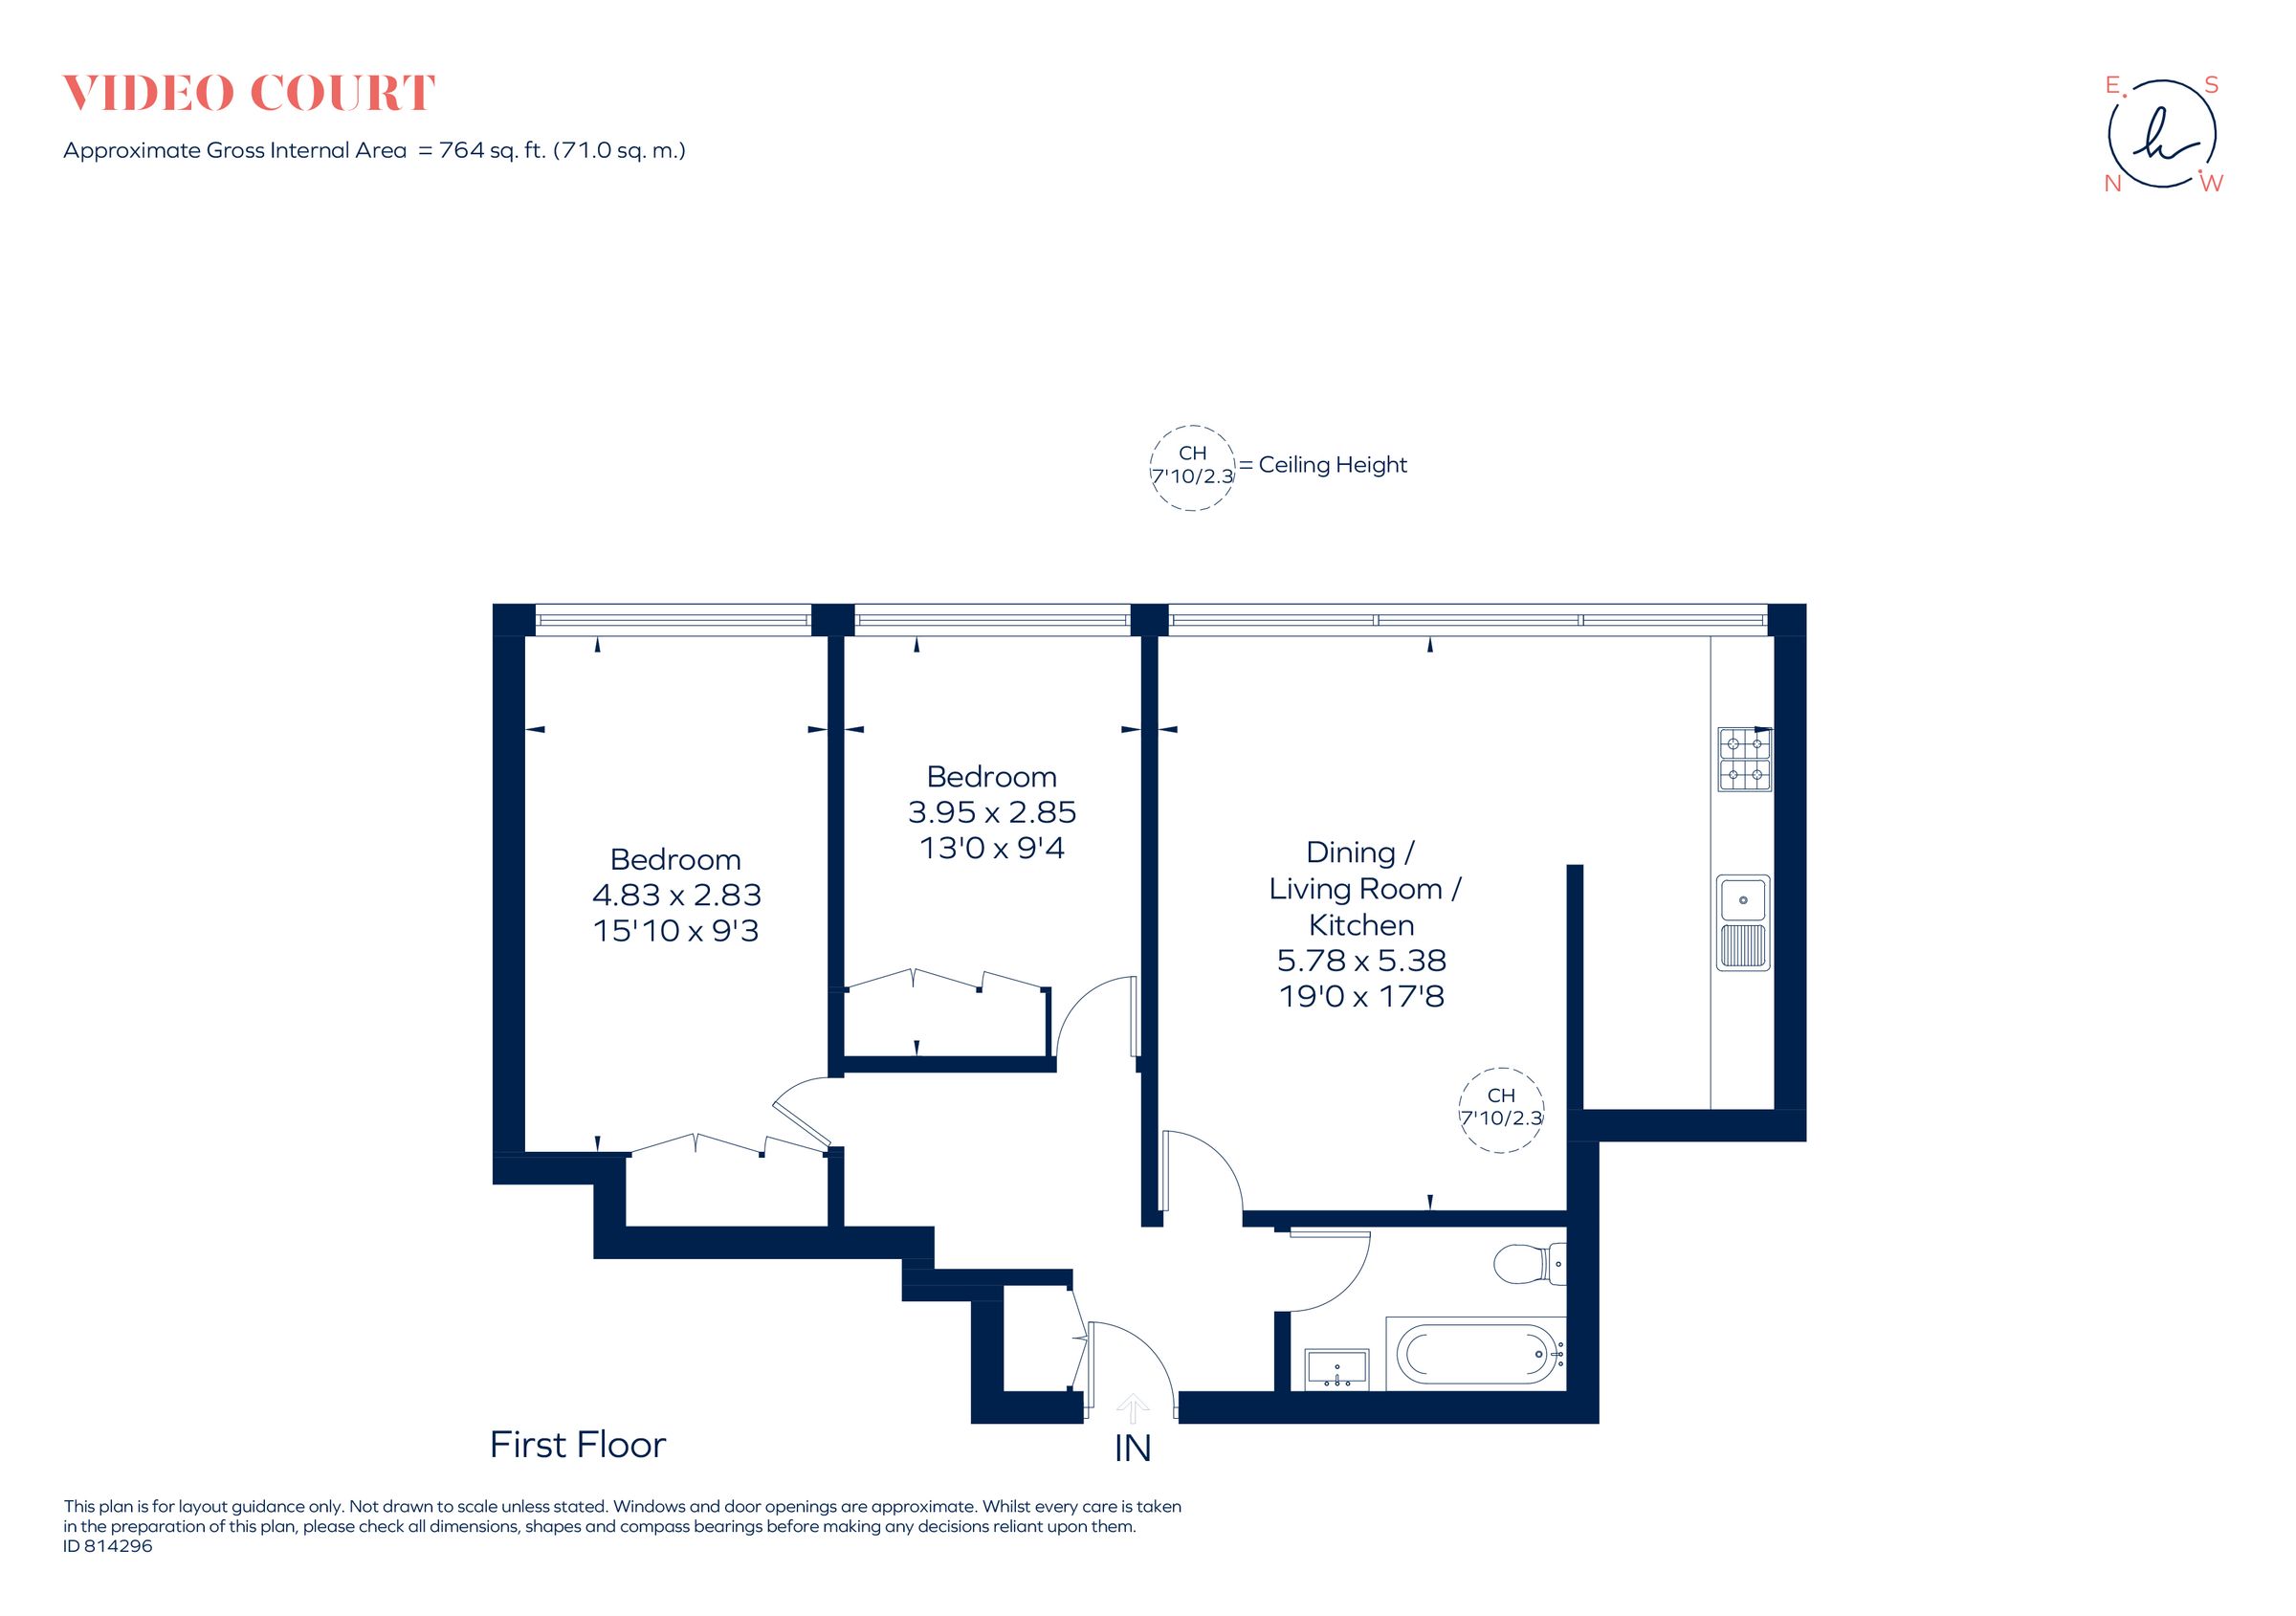 VIDEO COURT
Approximate Gross Internal Area = 764 sq. ft. (71.0 sq. m.)
E S
N W
CH
7'10/2.3
= Ceiling Height
Bedroom
4.83 x 2.83
15'10 x 9'3
Bedroom
3.95 x 2.85
13'0 x 9'4
Dining /
Living Room /
Kitchen
5.78 x 5.38
19'0 x 17'8
CH
7'10/2.3
First Floor
IN
This plan is for layout guidance only. Not drawn to scale unless stated. Windows and door openings are approximate. Whilst every care is taken
in the preparation of this plan, please check all dimensions, shapes and compass bearings before making any decisions reliant upon them.
ID 814296